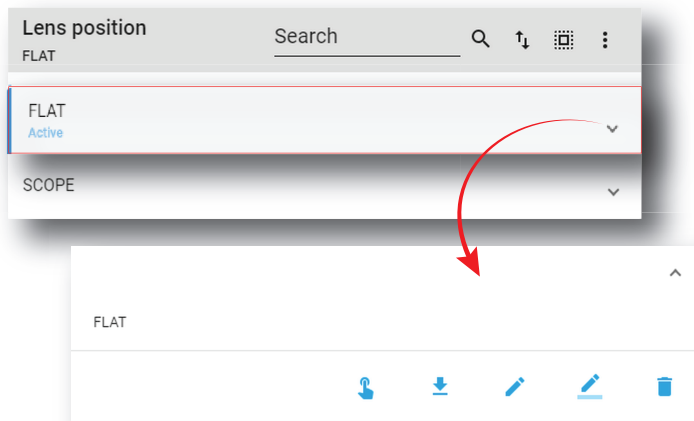 Lens position
FLAT
Search
FLAT
Active
SCOPE
FLAT